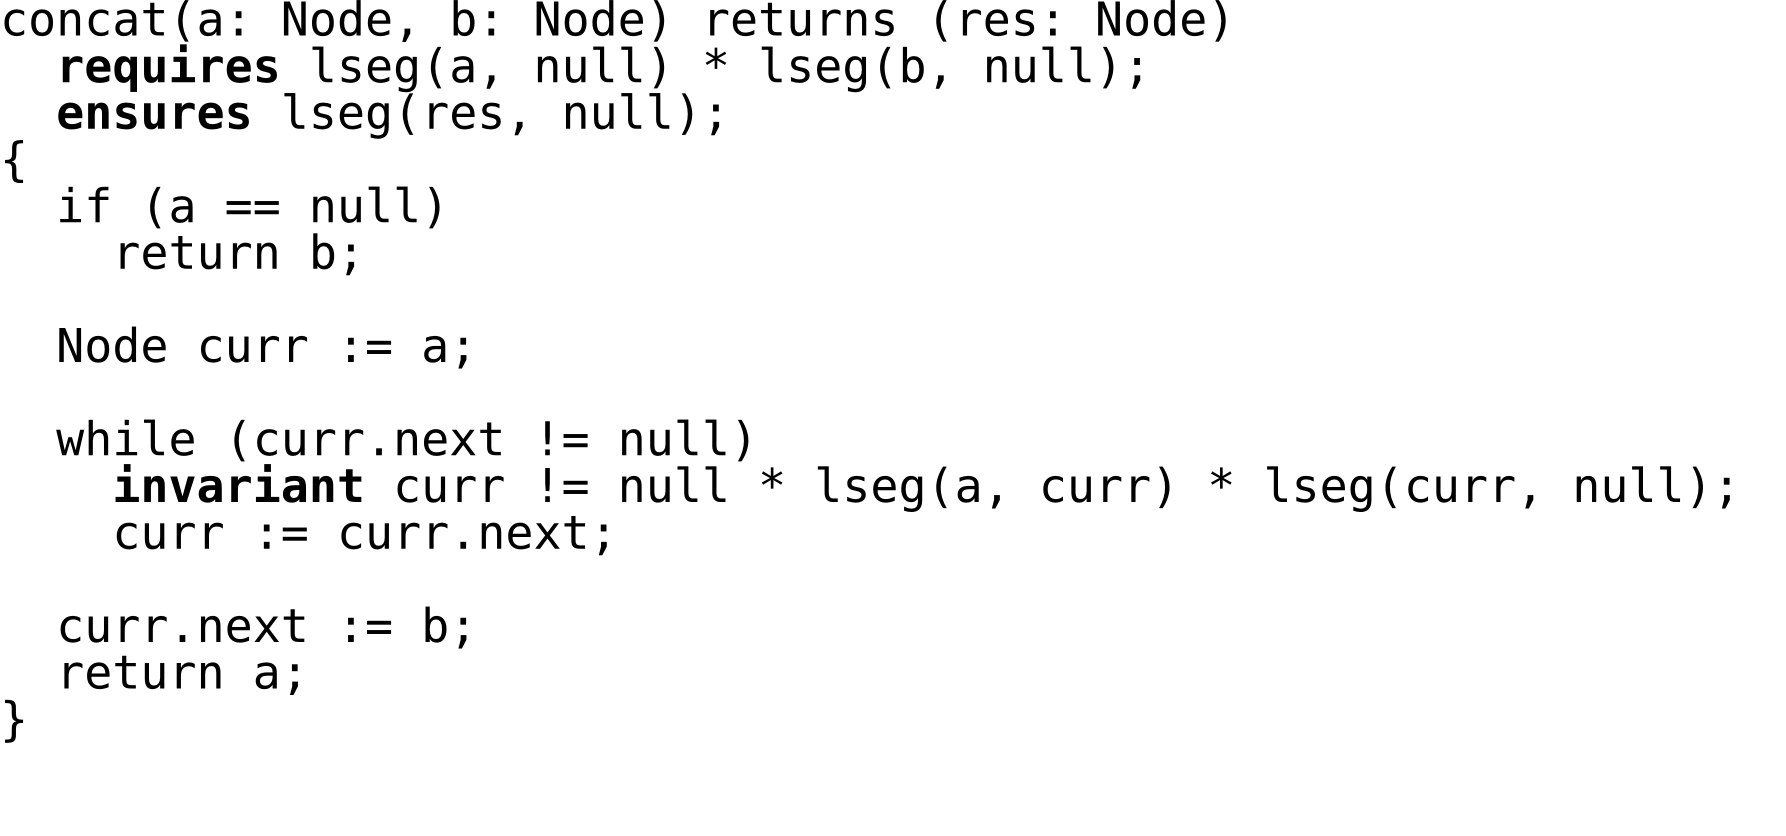 concat(a: Node, b: Node) returns (res: Node)
  requires lseg(a, null) * lseg(b, null);
  ensures lseg(res, null);
{
  if (a == null)
    return b;

  Node curr := a;

  while (curr.next != null)
    invariant curr != null * lseg(a, curr) * lseg(curr, null);
    curr := curr.next;

  curr.next := b;
  return a;
}